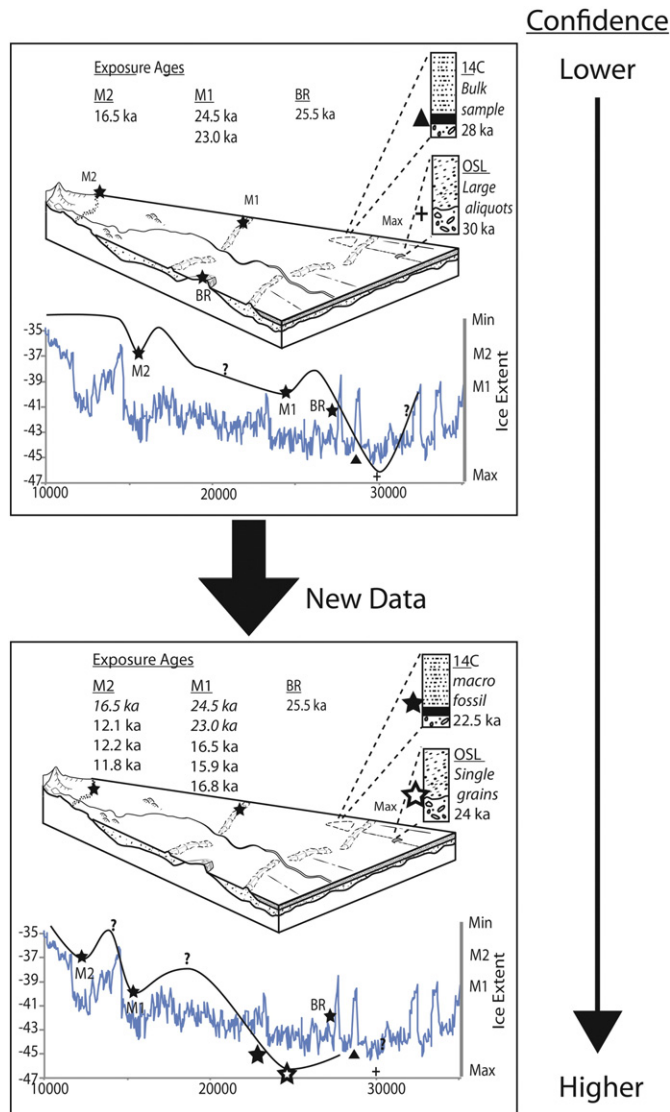 Confidence
Lower
Exposure Ages
M2 M1 BR
16.5 ka 24.5 ka 25.5 ka
23.0 ka
14C
Bulk
sample
28 ka
OSL
Large
aliquots
30 ka
M2
M1
Max
BR
-35
-37
-39
-41
-43
-45
-47
M2
?
M1
BR
?
Min
M2
M1
Max
Ice Extent
10000 20000 30000
New Data
Exposure Ages
M2 M1 BR
16.5 ka 24.5 ka 25.5 ka
12.1 ka 23.0 ka
12.2 ka 16.5 ka
11.8 ka 15.9 ka
16.8 ka
14C
macro
fossil
22.5 ka
OSL
Single
grains
24 ka
Max
-35
-37
-39
-41
-43
-45
-47
M2
?
M1
?
BR
?
Min
M2
M1
Max
Ice Extent
10000 20000 30000
Higher